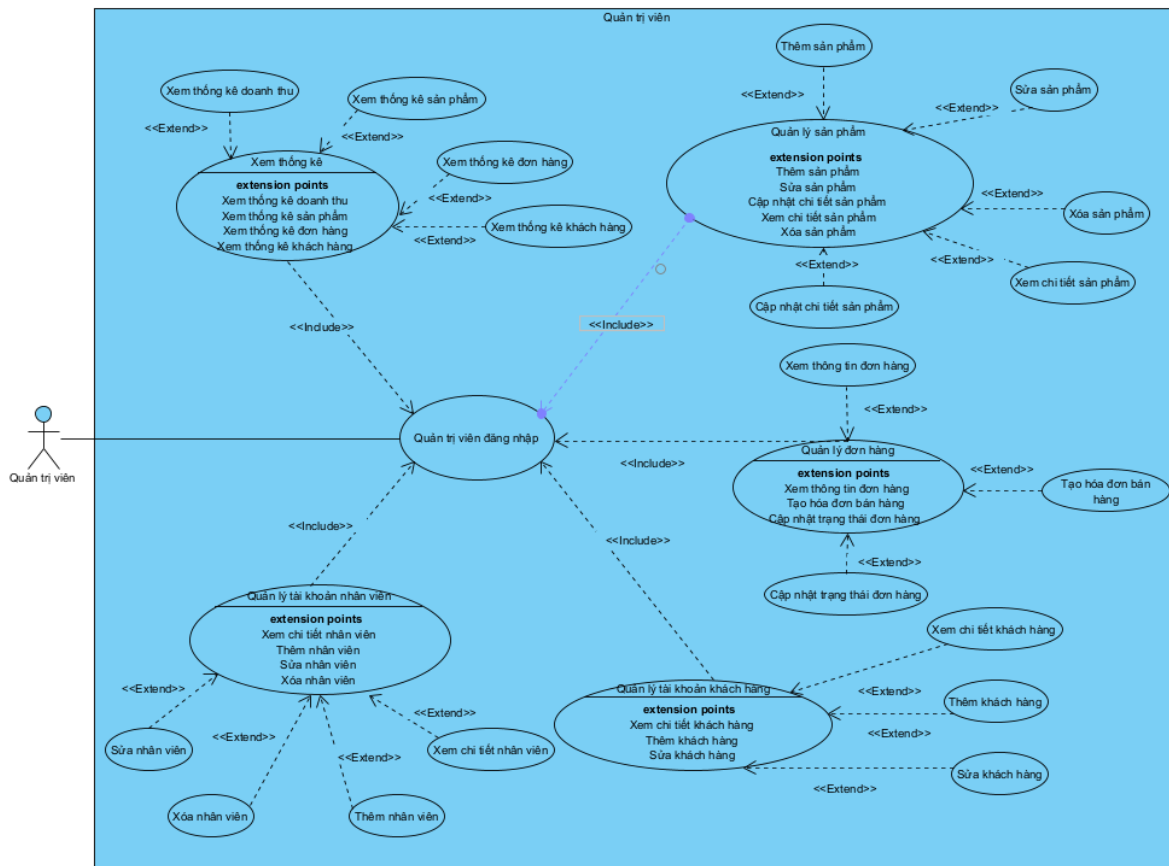 Quản trị viên
Thêm sản phẩm
<<Extend>>
Sửa sản phẩm
<<Extend>>
Xem thống kê doanh thu
Xem thống kê sản phẩm
<<Extend>>
<<Extend>>
Quản lý sản phẩm
extension points
Thêm sản phẩm
Sửa sản phẩm
Cập nhật chi tiết sản phẩm
Xem chi tiết sản phẩm
Xóa sản phẩm
Xem thống kê
extension points
Xem thống kê doanh thu
Xem thống kê sản phẩm
Xem thống kê đơn hàng
Xem thống kê khách hàng
Xem thống kê đơn hàng
<<Extend>>
Xem thống kê khách hàng
<<Extend>>
<<Extend>>
Xóa sản phẩm
<<Extend>>
Xem chi tiết sản phẩm
<<Extend>>
Cập nhật chi tiết sản phẩm
<<Include>>
<<Include>>
Xem thông tin đơn hàng
<<Extend>>
Quản trị viên
Quản trị viên đăng nhập
<<Include>>
Quản lý đơn hàng
extension points
Xem thông tin đơn hàng
Tạo hóa đơn bán hàng
Cập nhật trạng thái đơn hàng
<<Extend>>
Tạo hóa đơn bán
hàng
<<Extend>>
Cập nhật trạng thái đơn hàng
<<Include>>
<<Include>>
Quản lý tài khoản nhân viên
extension points
Xem chi tiết nhân viên
Thêm nhân viên
Sửa nhân viên
Xóa nhân viên
<<Extend>>
Sửa nhân viên
<<Extend>>
Xóa nhân viên
<<Extend>>
Thêm nhân viên
<<Extend>>
Xem chi tiết nhân viên
Quản lý tài khoản khách hàng
extension points
Xem chi tiết khách hàng
Thêm khách hàng
Sửa khách hàng
Xem chi tiết khách hàng
<<Extend>>
Thêm khách hàng
<<Extend>>
Sửa khách hàng
<<Extend>>